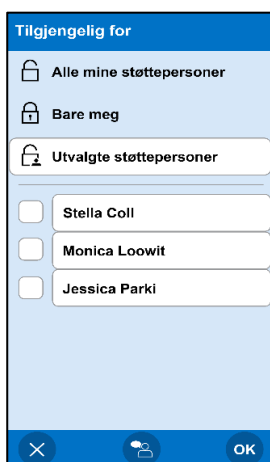 Tilgjengelig for
Alle mine støttepersoner
Bare meg
Utvalgte støttepersoner
Stella Coll
Monica Loowit
Jessica Parki
OK